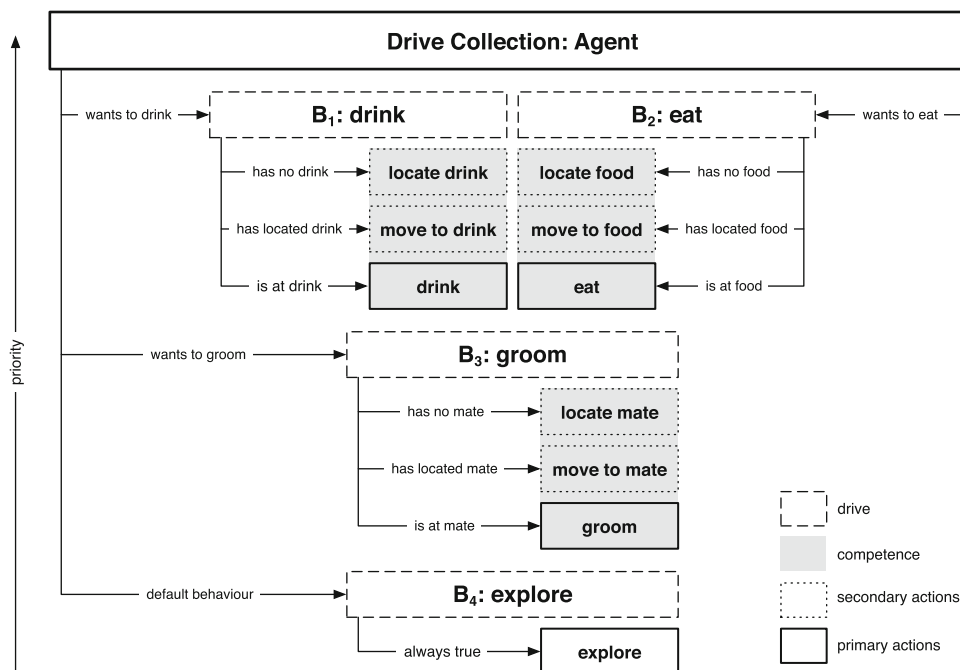 Drive Collection: Agent
wants to drink
B₁: drink
B₂: eat
wants to eat
has no drink
locate drink
locate food
has no food
has located drink
move to drink
move to food
has located food
is at drink
drink
eat
is at food
priority
wants to groom
B₃: groom
has no mate
locate mate
has located mate
move to mate
is at mate
groom
default behaviour
B₄: explore
always true
explore
drive
competence
secondary actions
primary actions